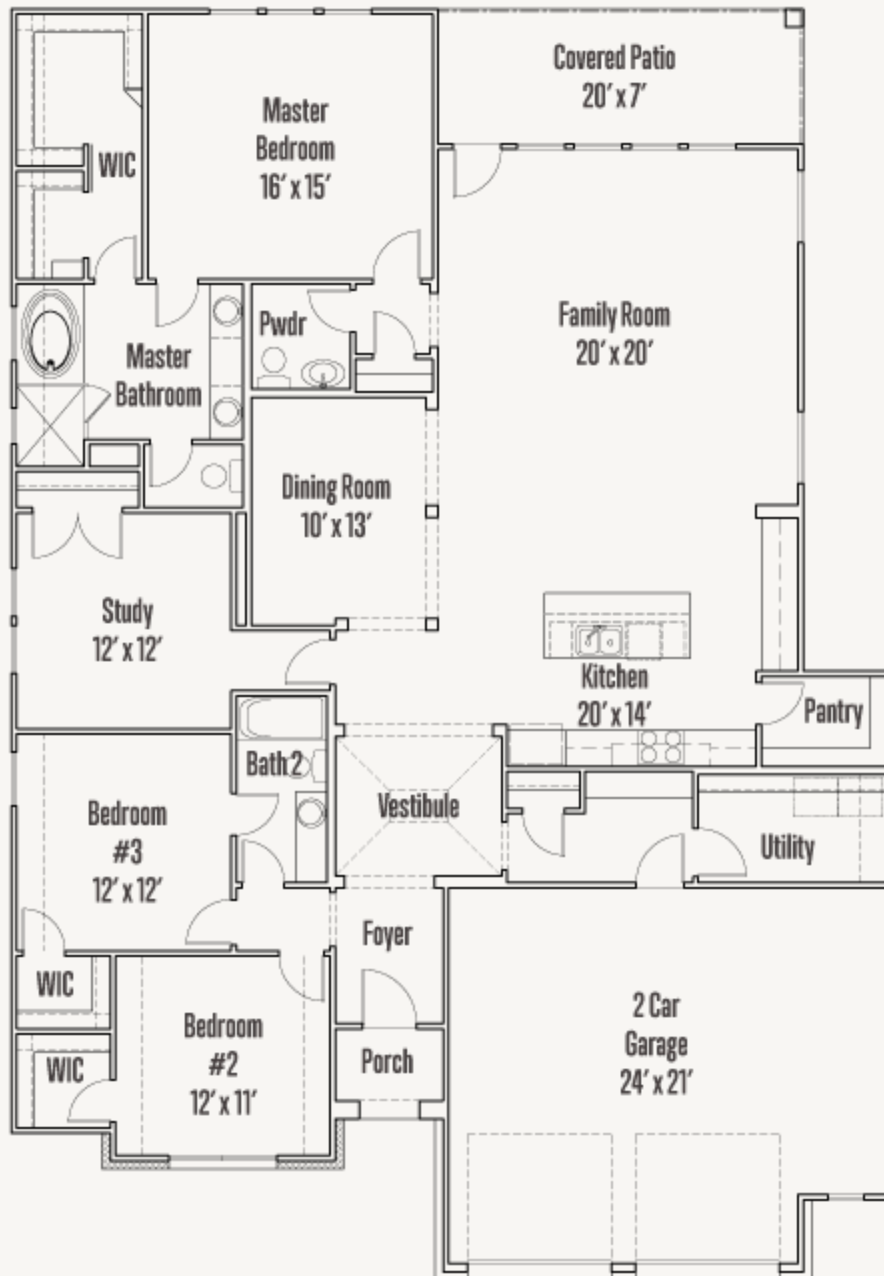 Covered Patio
20' x 7'
Master
Bedroom
16' x 15'
WIC
Pwdr
Family Room
20' x 20'
Master
Bathroom
Dining Room
10' x 13'
Study
12' x 12'
Kitchen
20' x 14'
Pantry
Bath 2
Vestibule
Bedroom
#3
12' x 12'
Utility
Foyer
WIC
2 Car
Garage
24' x 21'
Bedroom
#2
12' x 11'
Porch
WIC